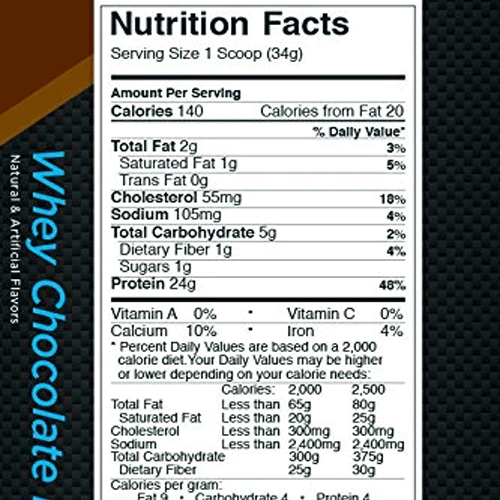 Nutrition Facts
Serving Size 1 Scoop (34g)
Amount Per Serving
Calories 140 Calories from Fat 20
% Daily Value*
Total Fat 2g 3%
Saturated Fat 1g 5%
Trans Fat 0g
Cholesterol 55mg 18%
Sodium 105mg 4%
Total Carbohydrate 5g 2%
Dietary Fiber 1g 4%
Sugars 1g
Protein 24g 48%
Vitamin A 0% • Vitamin C 0%
Calcium 10% • Iron 4%
* Percent Daily Values are based on a 2,000
calorie diet.Your Daily Values may be higher
or lower depending on your calorie needs:
Calories: 2,000 2,500
Total Fat Less than 65g 80g
Saturated Fat Less than 20g 25g
Cholesterol Less than 300mg 300mg
Sodium Less than 2,400mg 2,400mg
Total Carbohydrate 300g 375g
Dietary Fiber 25g 30g
Calories per gram:
Fat 9 • Carbohydrate 4 • Protein 4
Whey Chocolate
Natural & Artificial Flavors